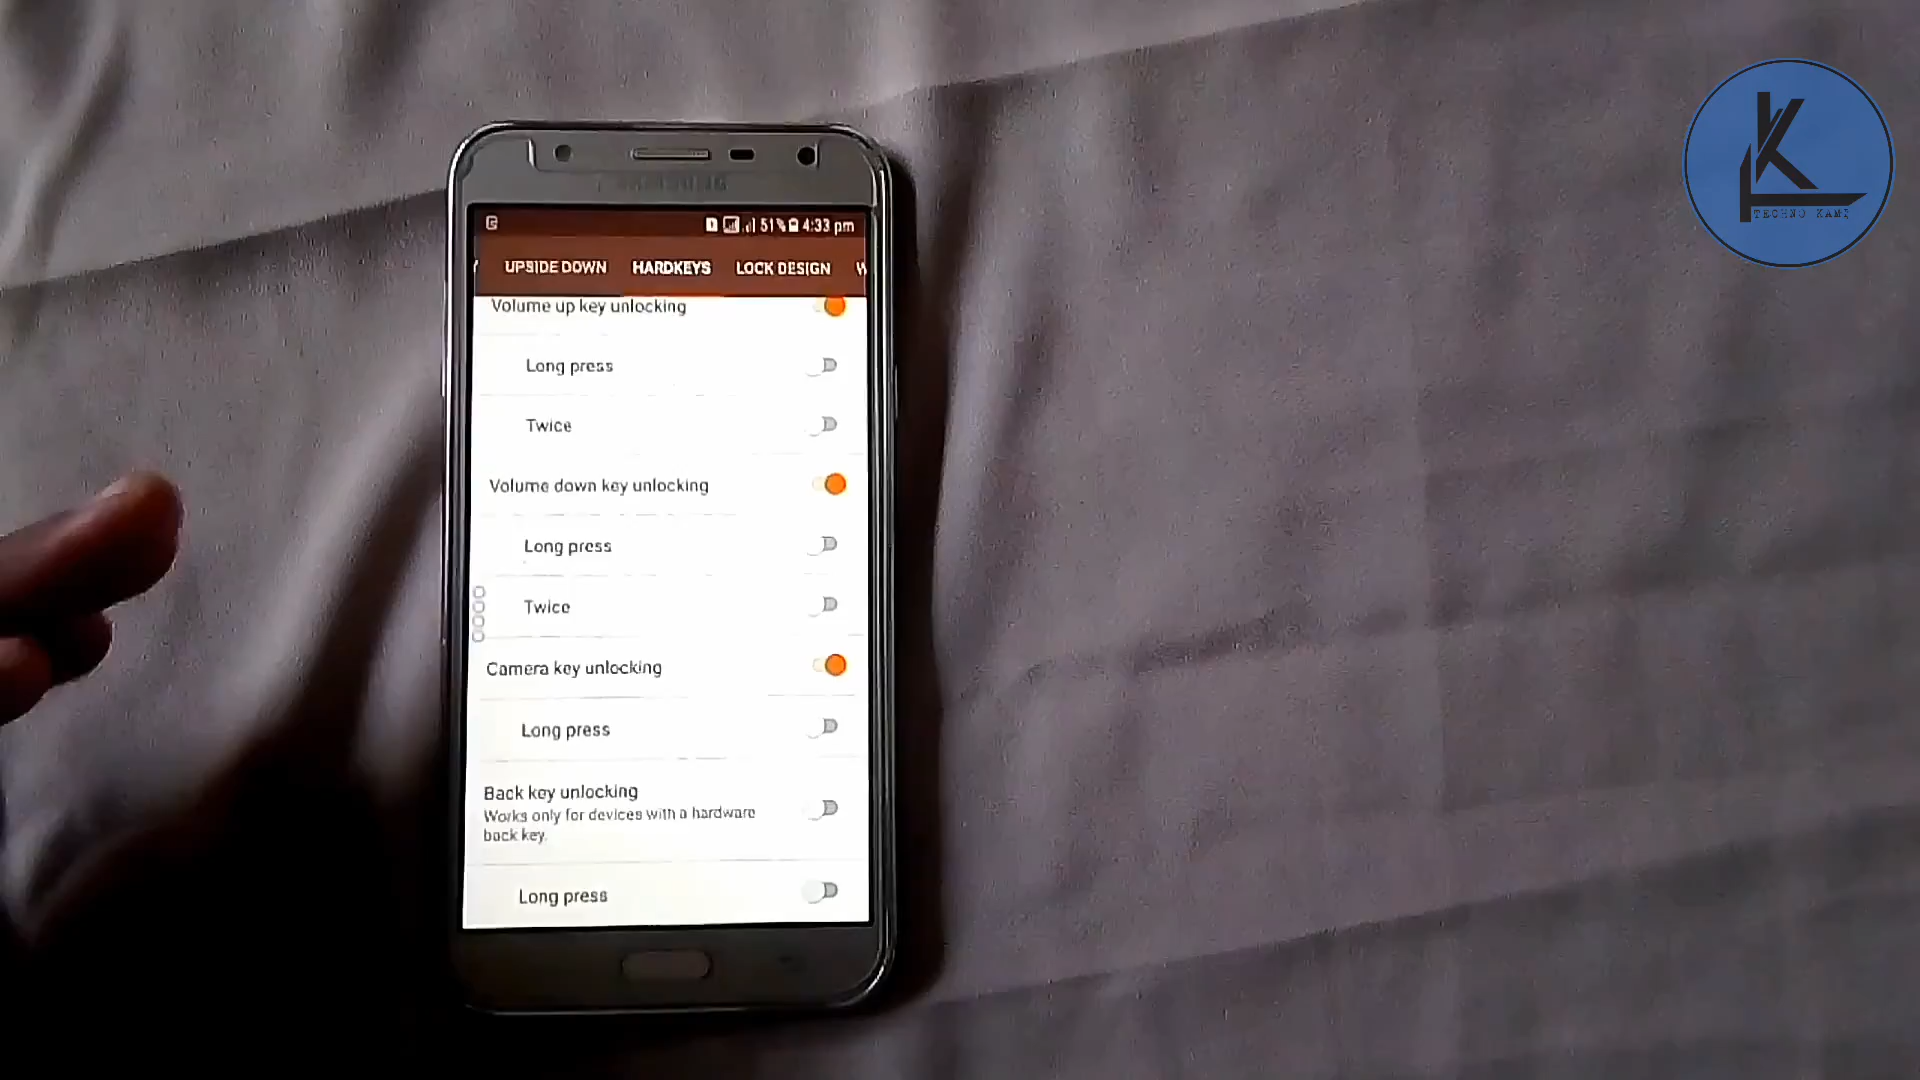 SAMSUNG
51% 4:33 pm
UPSIDE DOWN HARDKEYS LOCK DESIGN
Volume up key unlocking
Long press
Twice
Volume down key unlocking
Long press
Twice
Camera key unlocking
Long press
Back key unlocking
Works only for devices with a hardware
back key.
Long press
TECHNO KAMI